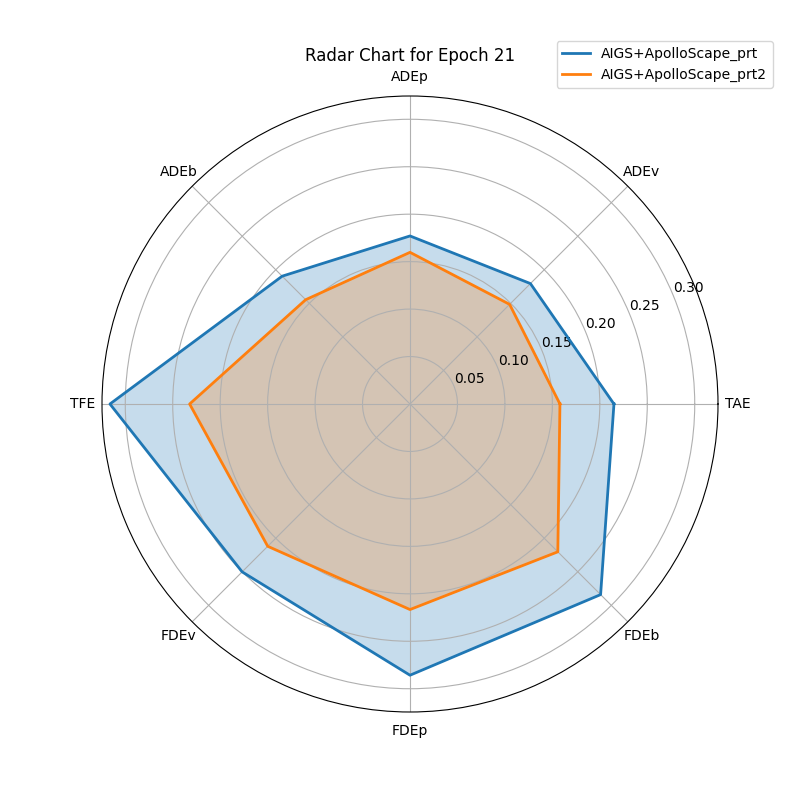 Radar Chart for Epoch 21
AIGS+ApolloScape_prt
AIGS+ApolloScape_prt2
ADEp
ADEb
ADEv
0.30
0.25
0.20
0.15
0.10
0.05
TFE
TAE
FDEv
FDEb
FDEp